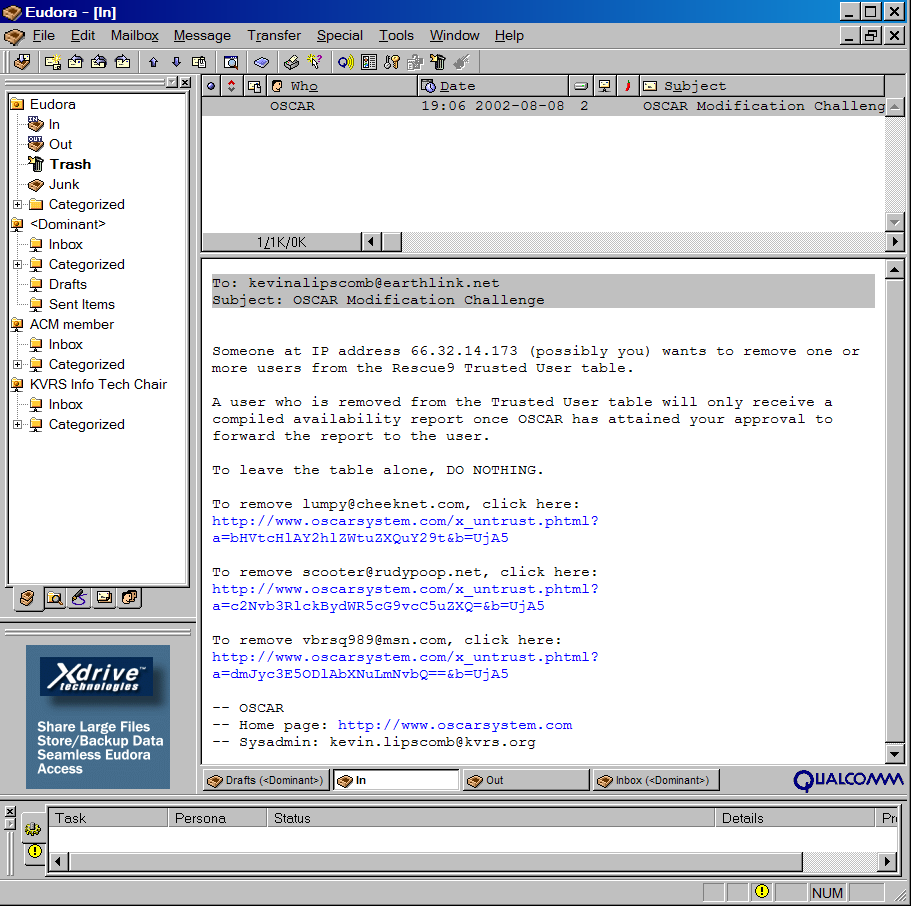 Eudora - [In]
File Edit Mailbox Message Transfer Special Tools Window Help
Who Date Subject
OSCAR 19:06 2002-08-08 2 OSCAR Modification Challeng
1/1K/0K
Eudora
In
Out
Trash
Junk
Categorized
<Dominant>
Inbox
Categorized
Drafts
Sent Items
ACM member
Inbox
Categorized
KVRS Info Tech Chair
Inbox
Categorized
Xdrive™
technologies
Share Large Files
Store/Backup Data
Seamless Eudora
Access
To: kevinalipscomb@earthlink.net
Subject: OSCAR Modification Challenge
Someone at IP address 66.32.14.173 (possibly you) wants to remove one or
more users from the Rescue9 Trusted User table.
A user who is removed from the Trusted User table will only receive a
compiled availability report once OSCAR has attained your approval to
forward the report to the user.
To leave the table alone, DO NOTHING.
To remove lumpy@cheeknet.com, click here:
http://www.oscarsystem.com/x_untrust.phtml?
a=bHVtcHlAY2hlZWtuZXQuY29t&b=UjA5
To remove scooter@rudypoop.net, click here:
http://www.oscarsystem.com/x_untrust.phtml?
a=c2Nvb3RlckBydWR5cG9vcC5uZXQ=&b=UjA5
To remove vbrsq989@msn.com, click here:
http://www.oscarsystem.com/x_untrust.phtml?
a=dmJyc3E5ODlAbXNuLmNvbQ==&b=UjA5
-- OSCAR
-- Home page: http://www.oscarsystem.com
-- Sysadmin: kevin.lipscomb@kvrs.org
Drafts (<Dominant>) In Out Inbox (<Dominant>) QUALCOMM
Task Persona Status Details Pr
NUM